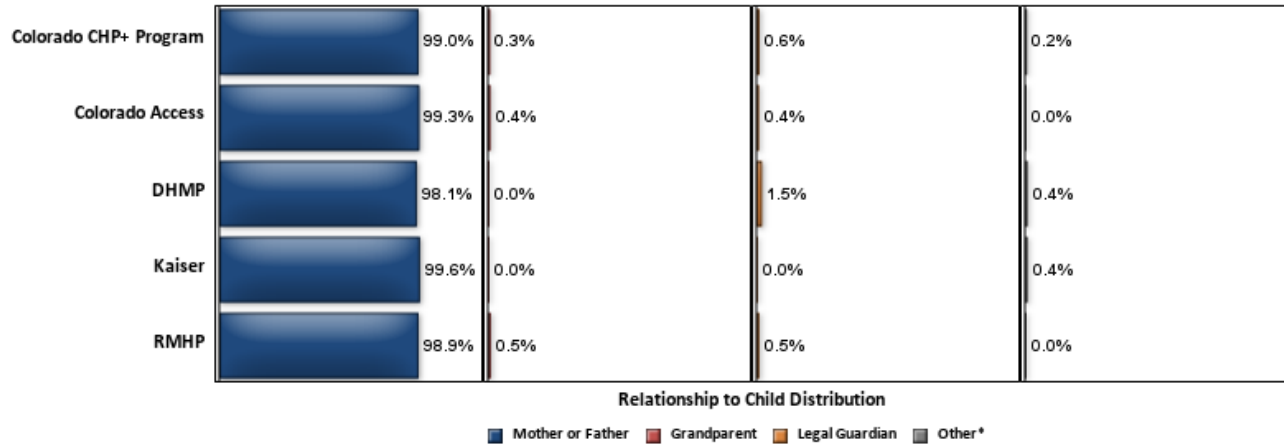 Colorado CHP+ Program 99.0% 0.3% 0.6% 0.2%
Colorado Access 99.3% 0.4% 0.4% 0.0%
DHMP 98.1% 0.0% 1.5% 0.4%
Kaiser 99.6% 0.0% 0.0% 0.4%
RMHP 98.9% 0.5% 0.5% 0.0%
Relationship to Child Distribution
Mother or Father Grandparent Legal Guardian Other*